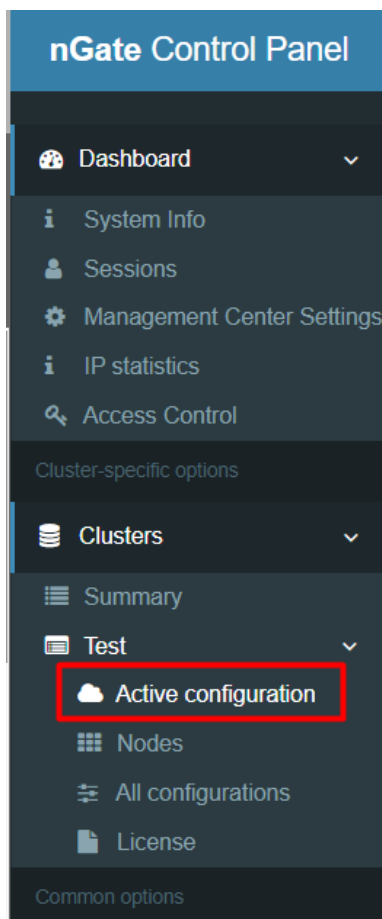 nGate Control Panel
Dashboard
System Info
Sessions
Management Center Settings
IP statistics
Access Control
Cluster-specific options
Clusters
Summary
Test
Active configuration
Nodes
All configurations
License
Common options